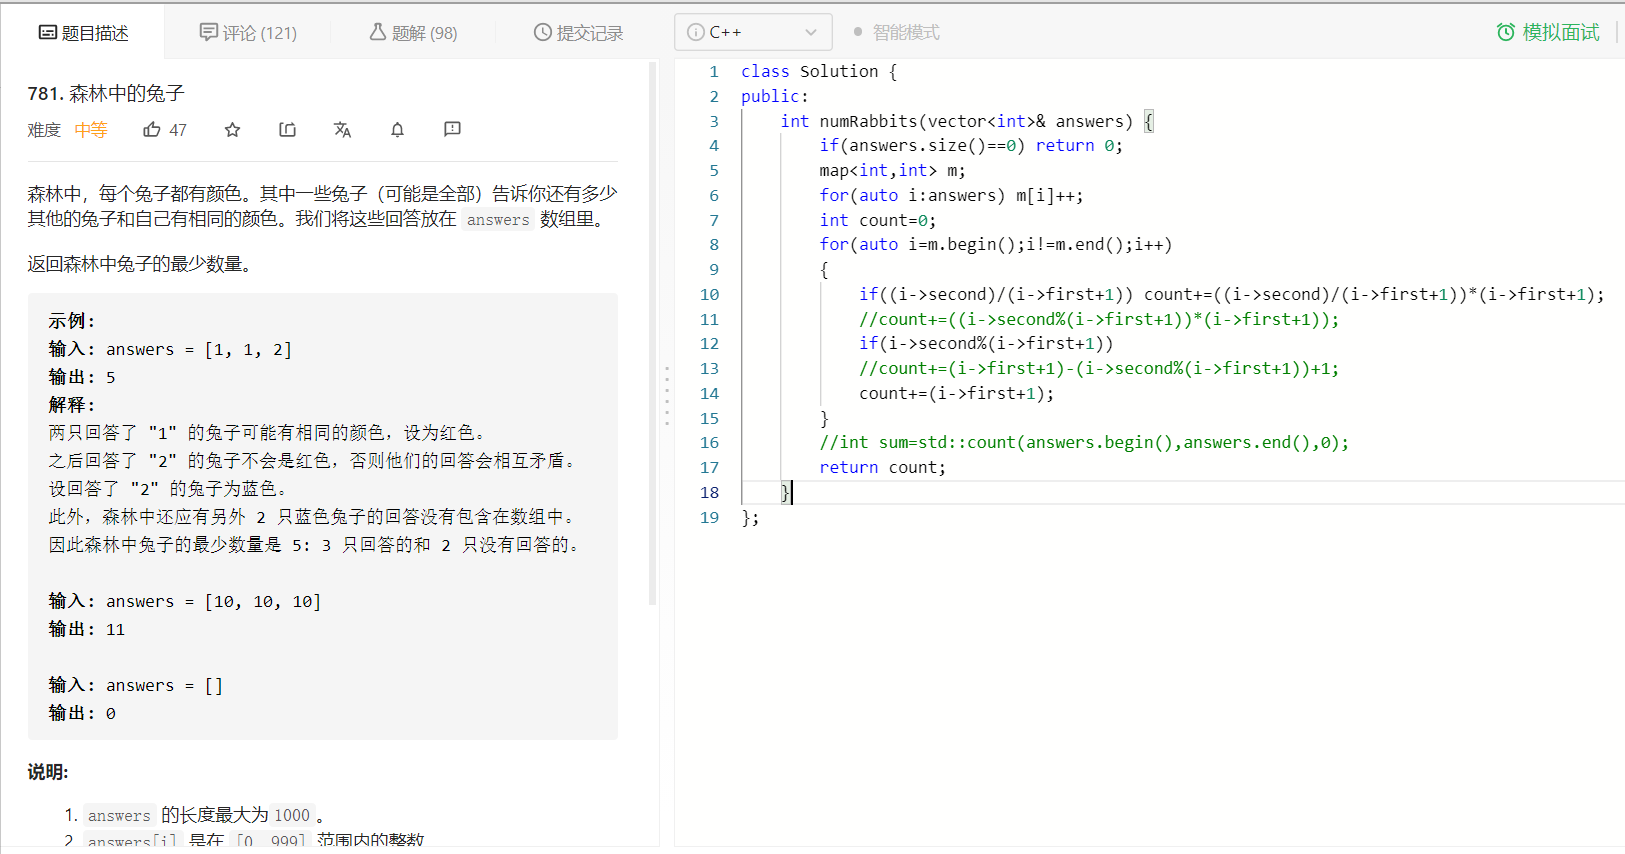 题目描述
评论 (121)
题解 (98)
提交记录
C++
智能模式
模拟面试
781. 森林中的兔子
难度 中等 47
森林中，每个兔子都有颜色。其中一些兔子（可能是全部）告诉你还有多少
其他的兔子和自己有相同的颜色。我们将这些回答放在 answers 数组里。
返回森林中兔子的最少数量。
示例:
输入: answers = [1, 1, 2]
输出: 5
解释:
两只回答了 "1" 的兔子可能有相同的颜色，设为红色。
之后回答了 "2" 的兔子不会是红色，否则他们的回答会相互矛盾。
设回答了 "2" 的兔子为蓝色。
此外，森林中还应有另外 2 只蓝色兔子的回答没有包含在数组中。
因此森林中兔子的最少数量是 5: 3 只回答的和 2 只没有回答的。
输入: answers = [10, 10, 10]
输出: 11
输入: answers = []
输出: 0
说明:
1. answers 的长度最大为1000。
2. answers[i] 是在 [0, 999] 范围内的整数
1 class Solution {
2 public:
3 int numRabbits(vector<int>& answers) {
4 if(answers.size()==0) return 0;
5 map<int,int> m;
6 for(auto i:answers) m[i]++;
7 int count=0;
8 for(auto i=m.begin();i!=m.end();i++)
9 {
10 if((i->second)/(i->first+1)) count+=((i->second)/(i->first+1))*(i->first+1);
11 //count+=((i->second%(i->first+1))*(i->first+1));
12 if(i->second%(i->first+1))
13 //count+=(i->first+1)-(i->second%(i->first+1))+1;
14 count+=(i->first+1);
15 }
16 //int sum=std::count(answers.begin(),answers.end(),0);
17 return count;
18 }
19 };